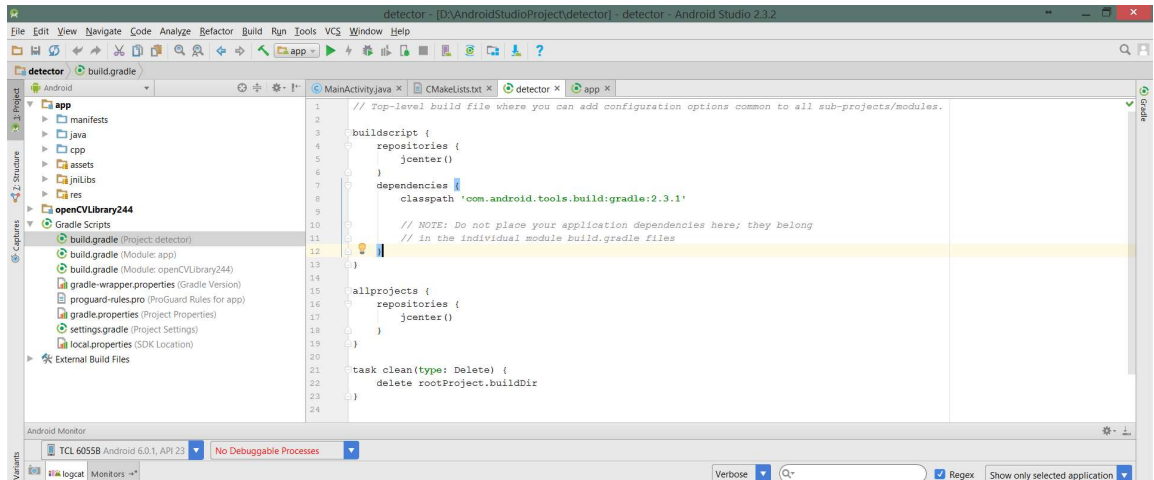 detector - [D:\AndroidStudioProject\detector] - detector - Android Studio 2.3.2
File Edit View Navigate Code Analyze Refactor Build Run Tools VCS Window Help
app
detector build.gradle
Android
MainActivity.java CMakeLists.txt detector app
1: Project
Z: Structure
Captures
Variants
Gradle
app
manifests
java
cpp
assets
jniLibs
res
openCVLibrary244
Gradle Scripts
build.gradle (Project: detector)
build.gradle (Module: app)
build.gradle (Module: openCVLibrary244)
gradle-wrapper.properties (Gradle Version)
proguard-rules.pro (ProGuard Rules for app)
gradle.properties (Project Properties)
settings.gradle (Project Settings)
local.properties (SDK Location)
External Build Files
1 // Top-level build file where you can add configuration options common to all sub-projects/modules.
2
3 buildscript {
4 repositories {
5 jcenter()
6 }
7 dependencies {
8 classpath 'com.android.tools.build:gradle:2.3.1'
9
10 // NOTE: Do not place your application dependencies here; they belong
11 // in the individual module build.gradle files
12 }
13 }
14
15 allprojects {
16 repositories {
17 jcenter()
18 }
19 }
20
21 task clean(type: Delete) {
22 delete rootProject.buildDir
23 }
24
Android Monitor
TCL 6055B Android 6.0.1, API 23 No Debuggable Processes
logcat Monitors Verbose Regex Show only selected application